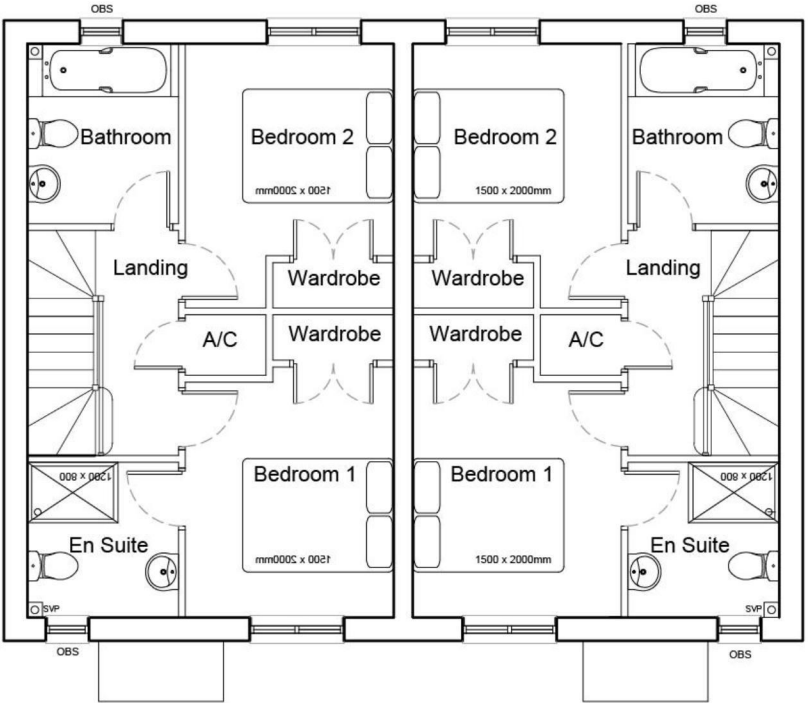 OBS
OBS
Bathroom
Bedroom 2
Bedroom 2
Bathroom
1500 x 2000mm
1500 x 2000mm
Landing
Wardrobe
Wardrobe
Landing
A/C
Wardrobe
Wardrobe
A/C
1200 x 800
Bedroom 1
Bedroom 1
1200 x 800
En Suite
En Suite
1500 x 2000mm
1500 x 2000mm
SVP
SVP
OBS
OBS